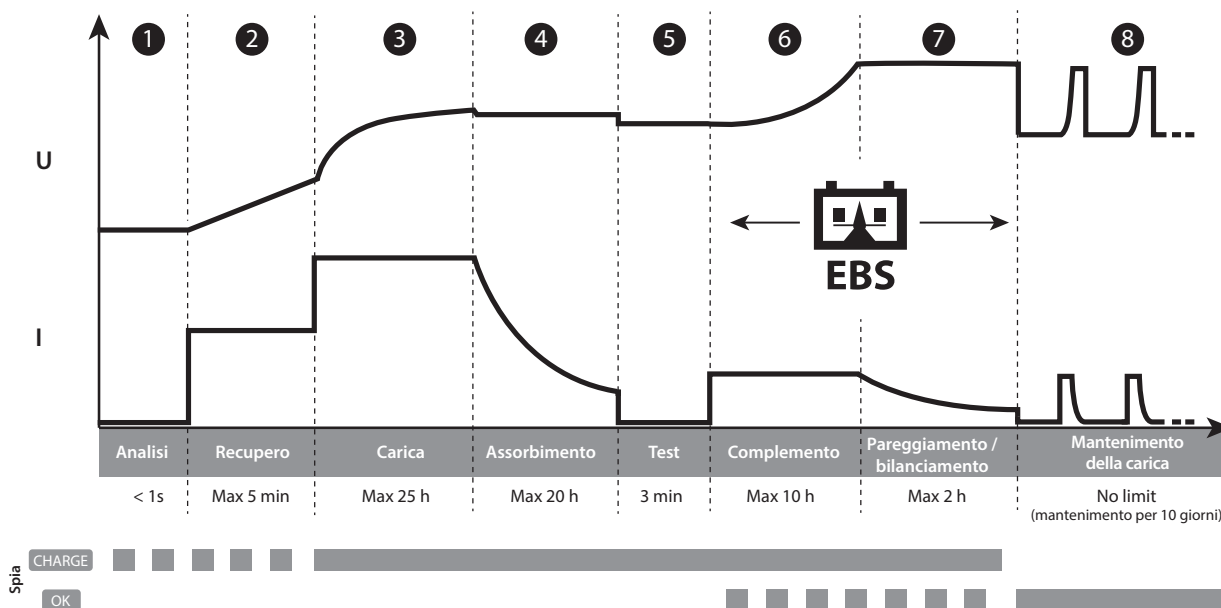 1 2 3 4 5 6 7 8
U
EBS
I
Analisi Recupero Carica Assorbimento Test Complemento Pareggiamento / bilanciamento Mantenimento della carica
< 1s Max 5 min Max 25 h Max 20 h 3 min Max 10 h Max 2 h No limit
(mantenimento per 10 giorni)
Spia
CHARGE
OK